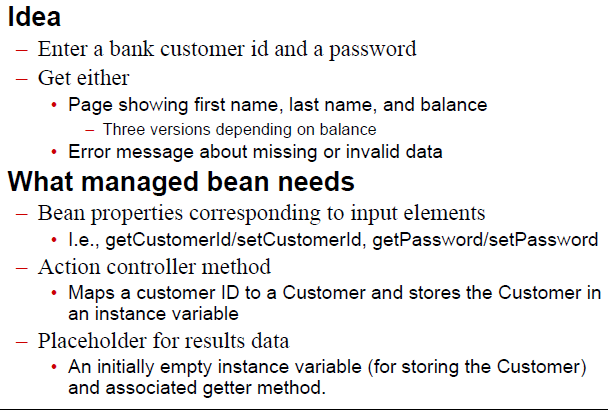 Idea
– Enter a bank customer id and a password
– Get either
• Page showing first name, last name, and balance
– Three versions depending on balance
• Error message about missing or invalid data
What managed bean needs
– Bean properties corresponding to input elements
• I.e., getCustomerId/setCustomerId, getPassword/setPassword
– Action controller method
• Maps a customer ID to a Customer and stores the Customer in
an instance variable
– Placeholder for results data
• An initially empty instance variable (for storing the Customer)
and associated getter method.